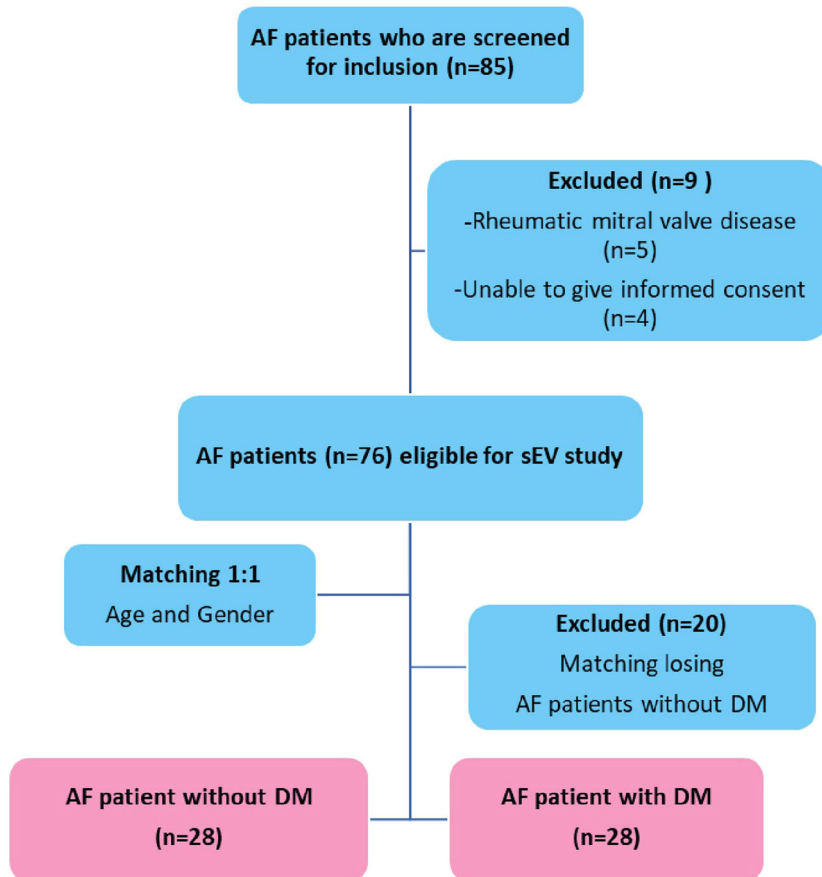 AF patients who are screened
for inclusion (n=85)
Excluded (n=9 )
-Rheumatic mitral valve disease
(n=5)
-Unable to give informed consent
(n=4)
AF patients (n=76) eligible for sEV study
Matching 1:1
Age and Gender
Excluded (n=20)
Matching losing
AF patients without DM
AF patient without DM
(n=28)
AF patient with DM
(n=28)